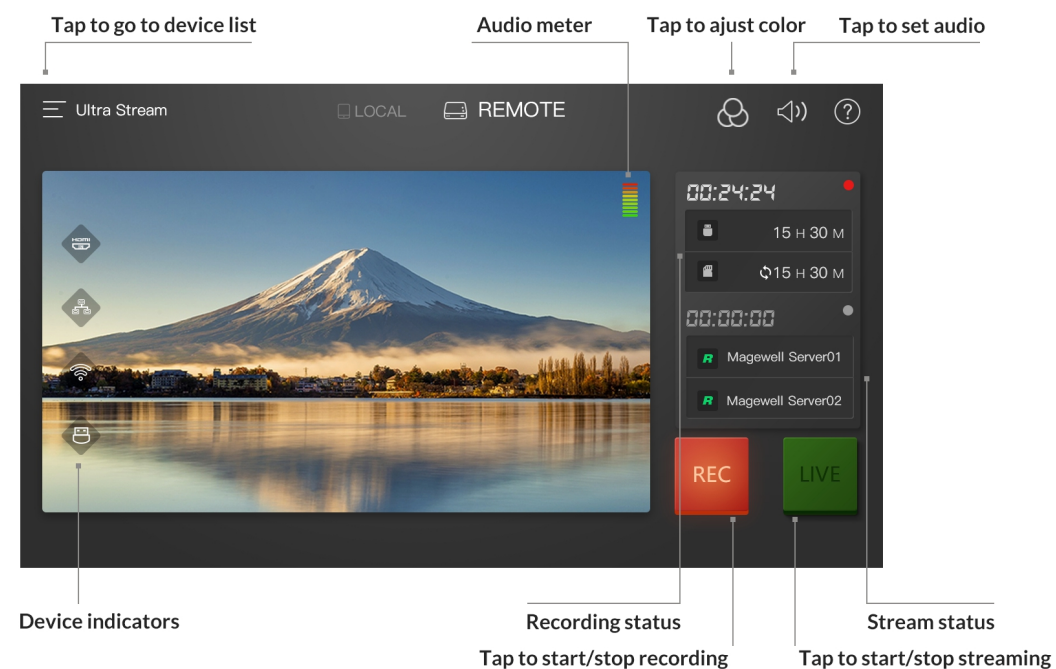 Tap to go to device list
Audio meter
Tap to ajust color
Tap to set audio
Ultra Stream
LOCAL
REMOTE
?
HDMI
00:24:24
15 H 30 M
15 H 30 M
00:00:00
R Magewell Server01
R Magewell Server02
REC
LIVE
Device indicators
Recording status
Stream status
Tap to start/stop recording
Tap to start/stop streaming